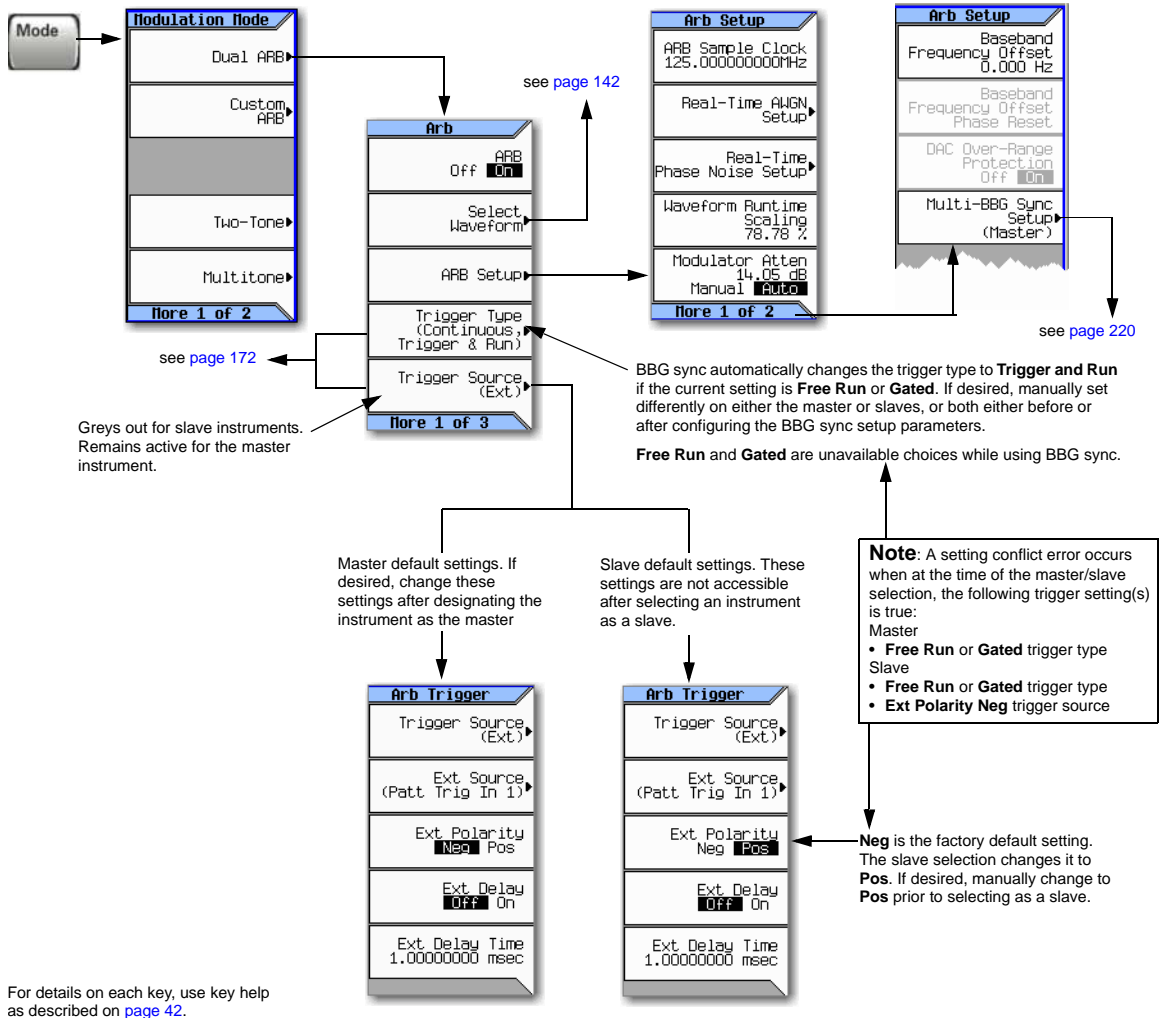 Mode
Modulation Mode
Dual ARB
Custom
ARB
Two-Tone
Multitone
More 1 of 2
Arb
ARB
Off On
Select
Waveform
ARB Setup
Trigger Type
(Continuous,
Trigger & Run)
Trigger Source
(Ext)
More 1 of 3
see page 142
see page 172
Greys out for slave instruments.
Remains active for the master
instrument.
Arb Setup
ARB Sample Clock
125.000000000MHz
Real-Time AWGN
Setup
Real-Time
Phase Noise Setup
Waveform Runtime
Scaling
78.78 %
Modulator Atten
14.05 dB
Manual Auto
More 1 of 2
Arb Setup
Baseband
Frequency Offset
0.000 Hz
Baseband
Frequency Offset
Phase Reset
DAC Over-Range
Protection
Off On
Multi-BBG Sync
Setup
(Master)
see page 220
BBG sync automatically changes the trigger type to Trigger and Run
if the current setting is Free Run or Gated. If desired, manually set
differently on either the master or slaves, or both either before or
after configuring the BBG sync setup parameters.
Free Run and Gated are unavailable choices while using BBG sync.
Master default settings. If
desired, change these
settings after designating the
instrument as the master
Slave default settings. These
settings are not accessible
after selecting an instrument
as a slave.
Note: A setting conflict error occurs
when at the time of the master/slave
selection, the following trigger setting(s)
is true:
Master
• Free Run or Gated trigger type
Slave
• Free Run or Gated trigger type
• Ext Polarity Neg trigger source
Arb Trigger
Trigger Source
(Ext)
Ext Source
(Patt Trig In 1)
Ext Polarity
Neg Pos
Ext Delay
Off On
Ext Delay Time
1.00000000 msec
Arb Trigger
Trigger Source
(Ext)
Ext Source
(Patt Trig In 1)
Ext Polarity
Neg Pos
Ext Delay
Off On
Ext Delay Time
1.00000000 msec
Neg is the factory default setting.
The slave selection changes it to
Pos. If desired, manually change to
Pos prior to selecting as a slave.
For details on each key, use key help
as described on page 42.